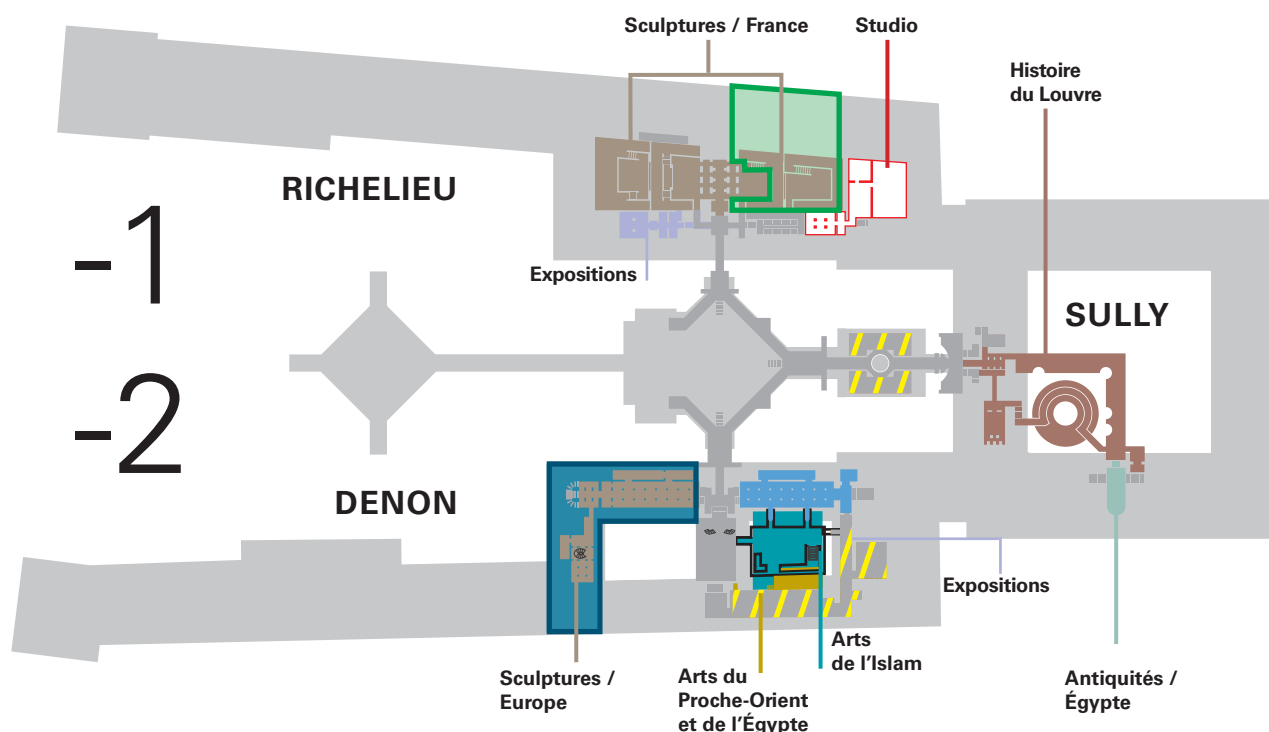 Sculptures / France
Studio
Histoire
du Louvre
RICHELIEU
-1
Expositions
SULLY
-2
DENON
Expositions
Arts
de l’Islam
Sculptures /
Europe
Arts du
Proche-Orient
et de l’Égypte
Antiquités /
Égypte